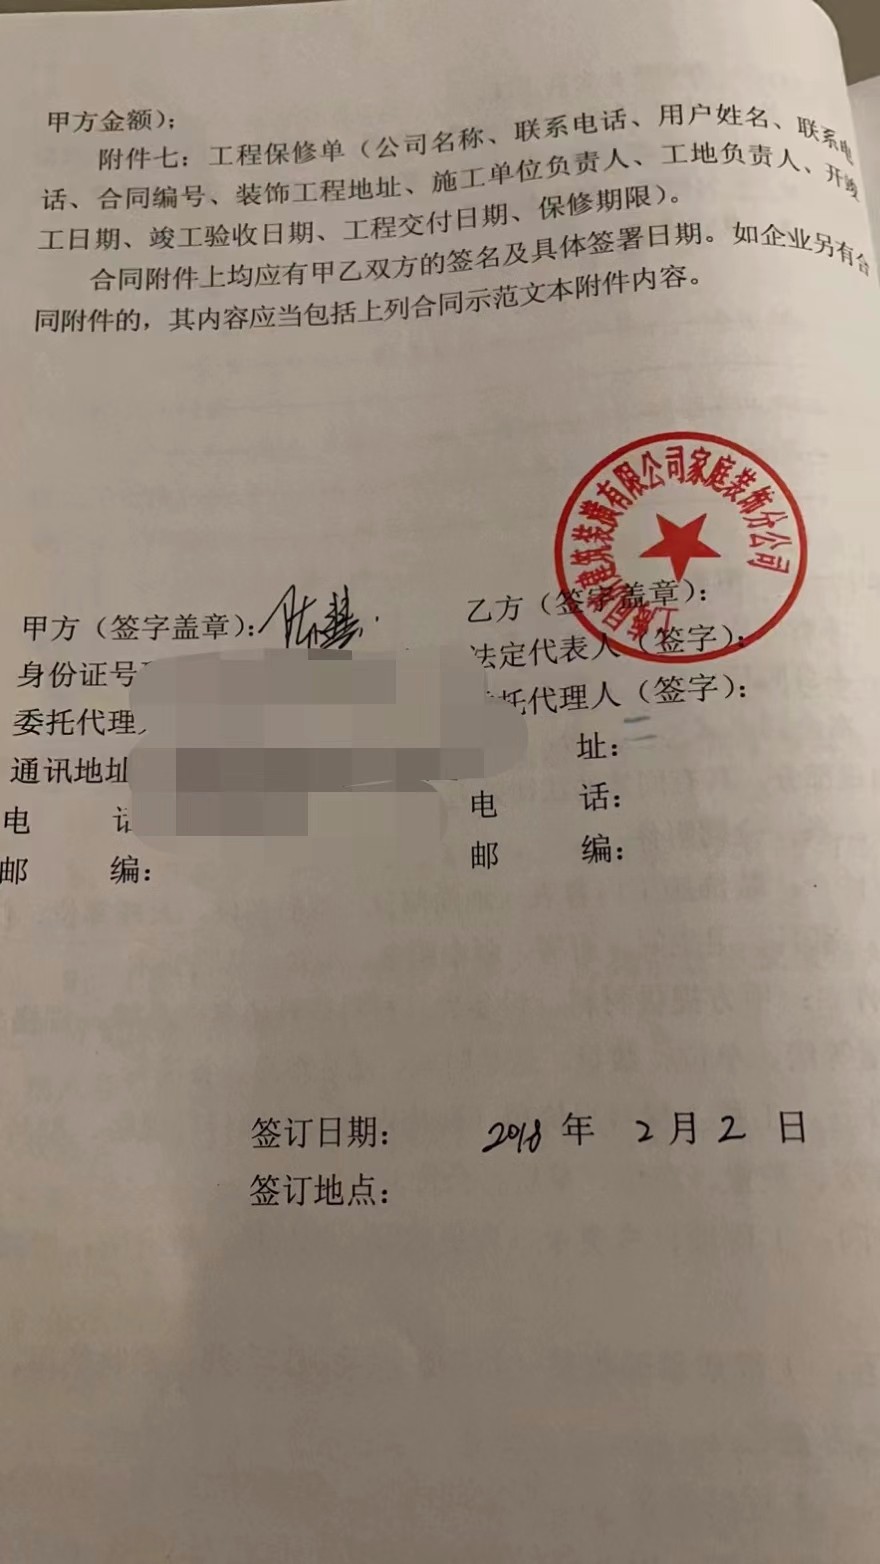 甲方金额);
附件七:工程保修单(公司名称、联系电话、用户姓名、联系电
话、合同编号、装饰工程地址、施工单位负责人、工地负责人、开竣
工日期、竣工验收日期、工程交付日期、保修期限)。
合同附件上均应有甲乙双方的签名及具体签署日期。如企业另有合
同附件的,其内容应当包括上列合同示范文本附件内容。
建筑装潢有限公司家庭装饰分公司
甲方(签字盖章):
身份证号
委托代理
通讯地址
电 话
邮 编:
乙方(签字盖章):
法定代表人(签字):
托代理人(签字):
址:
电 话:
邮 编:
签订日期: 2018年 2月2日
签订地点: